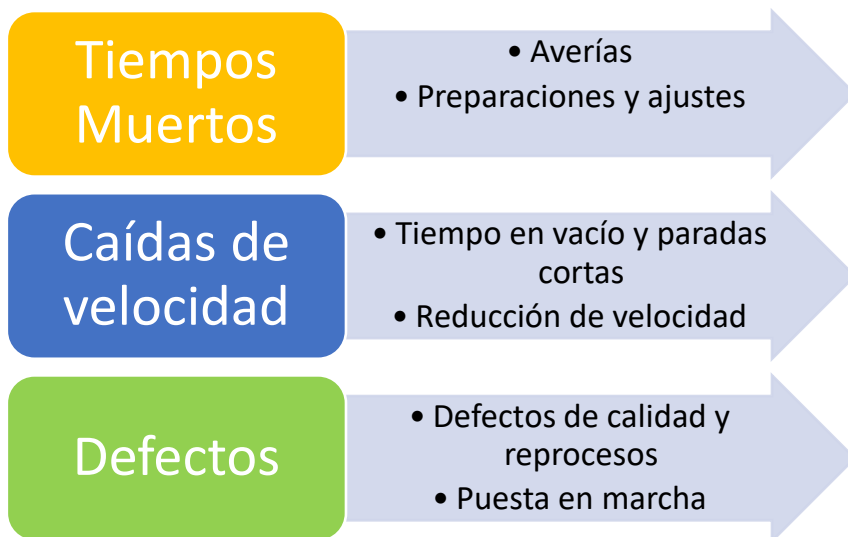 Tiempos
Muertos
• Averías
• Preparaciones y ajustes
Caídas de
velocidad
• Tiempo en vacío y paradas
cortas
• Reducción de velocidad
Defectos
• Defectos de calidad y
reprocesos
• Puesta en marcha